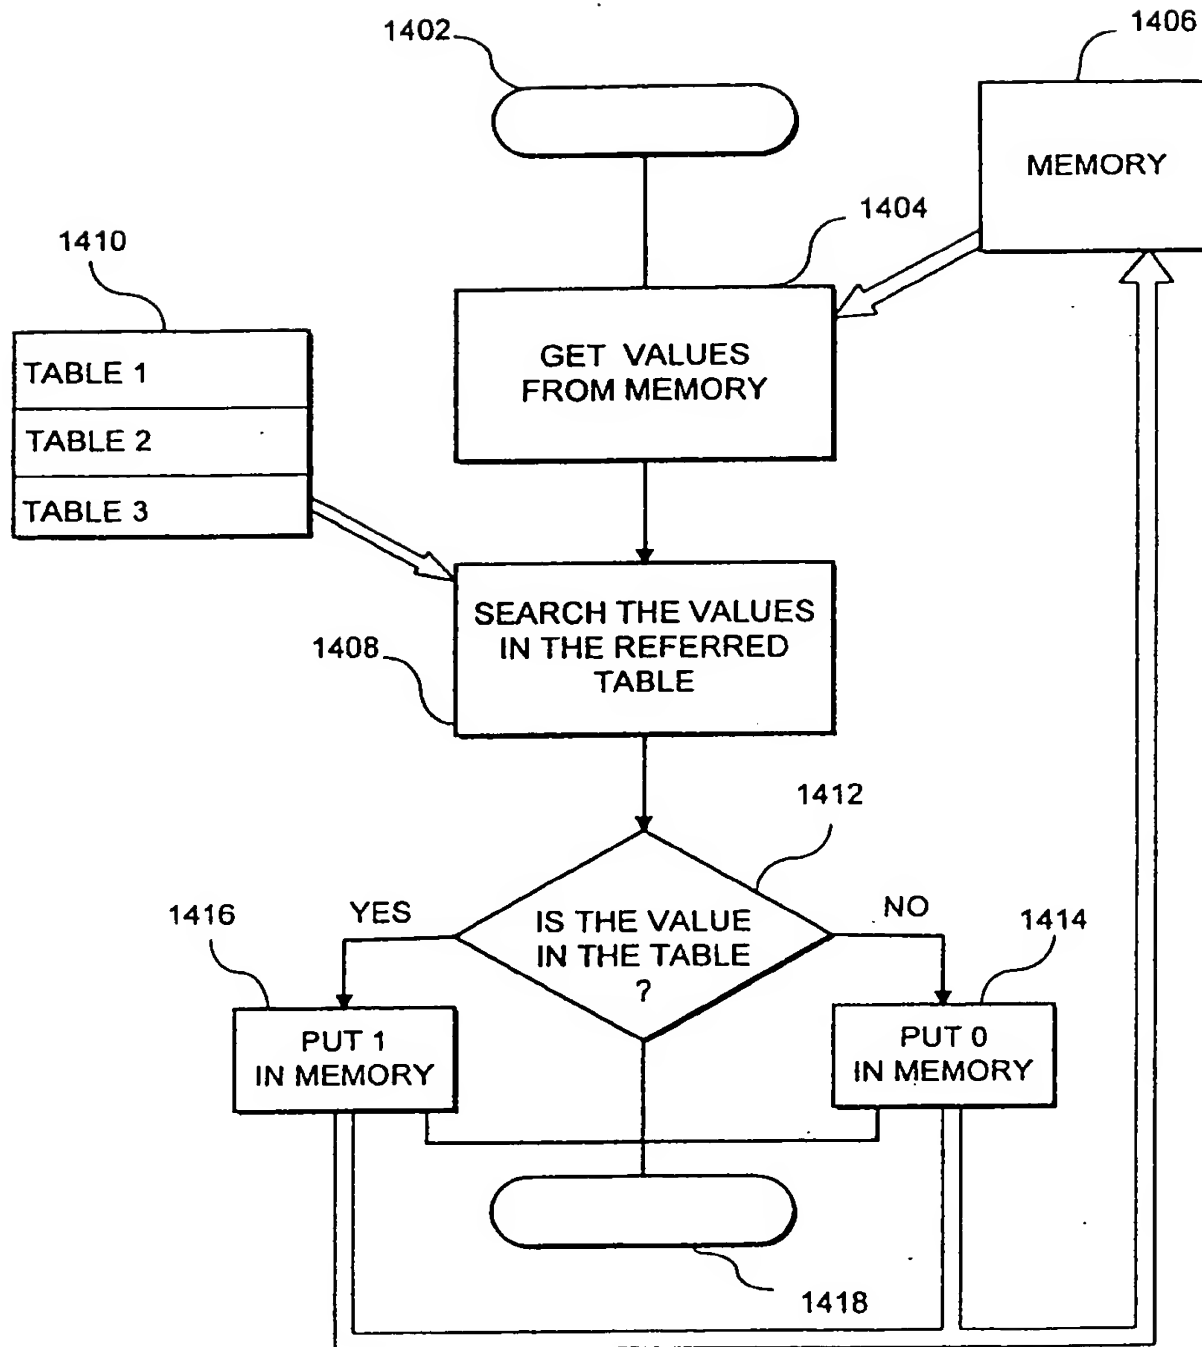 1402
1406
MEMORY
1404
1410
GET VALUES
FROM MEMORY
TABLE 1
TABLE 2
TABLE 3
SEARCH THE VALUES
IN THE REFERRED
TABLE
1408
1412
1416
YES
IS THE VALUE
IN THE TABLE
?
NO
1414
PUT 1
IN MEMORY
PUT 0
IN MEMORY
1418